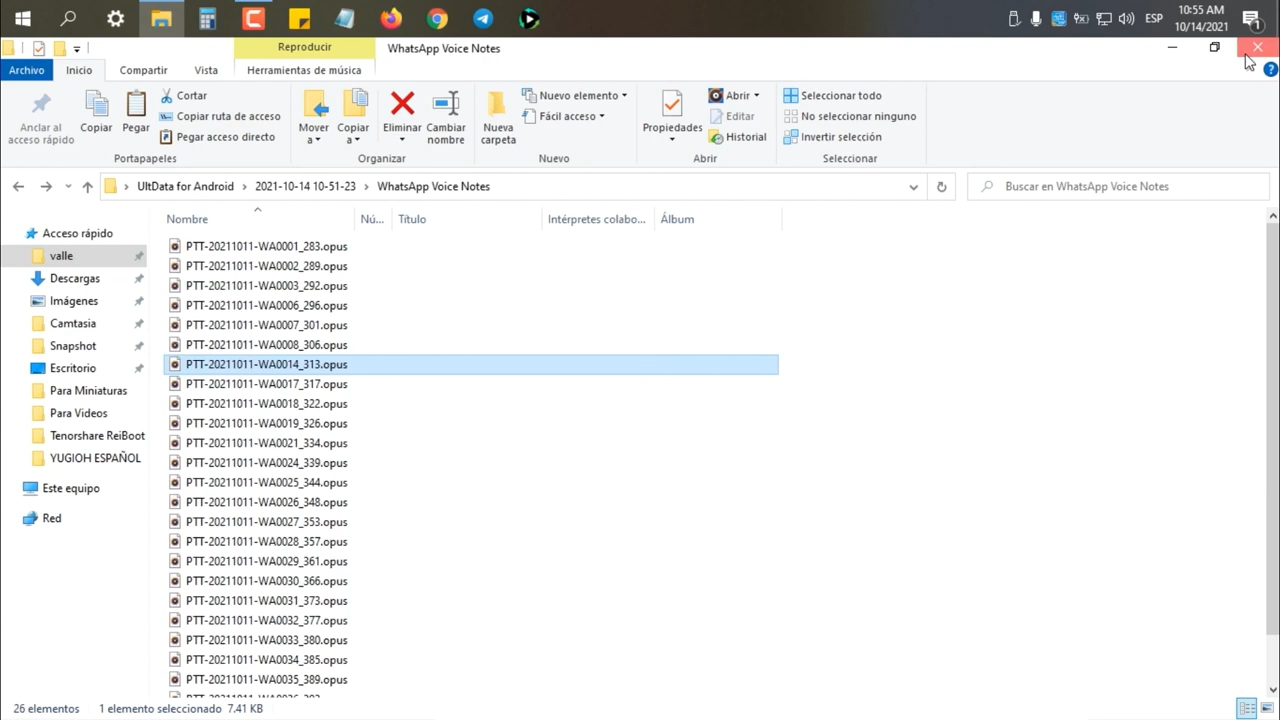 10:55 AM
ESP
10/14/2021
1
Reproducir
WhatsApp Voice Notes
Archivo
Inicio
Compartir
Vista
Herramientas de música
Anclar al
acceso rápido
Copiar
Pegar
Cortar
Copiar ruta de acceso
Pegar acceso directo
Portapapeles
Mover
a
Copiar
a
Eliminar
Cambiar
nombre
Organizar
Nueva
carpeta
Nuevo elemento
Fácil acceso
Nuevo
Propiedades
Abrir
Editar
Historial
Abrir
Seleccionar todo
No seleccionar ninguno
Invertir selección
Seleccionar
UltData for Android > 2021-10-14 10-51-23 > WhatsApp Voice Notes
Buscar en WhatsApp Voice Notes
Nombre Nú... Título Intérpretes colabo... Álbum
Acceso rápido
valle
Descargas
Imágenes
Camtasia
Snapshot
Escritorio
Para Miniaturas
Para Videos
Tenorshare ReiBoot
YUGIOH ESPAÑOL
Este equipo
Red
PTT-20211011-WA0001_283.opus
PTT-20211011-WA0002_289.opus
PTT-20211011-WA0003_292.opus
PTT-20211011-WA0006_296.opus
PTT-20211011-WA0007_301.opus
PTT-20211011-WA0008_306.opus
PTT-20211011-WA0014_313.opus
PTT-20211011-WA0017_317.opus
PTT-20211011-WA0018_322.opus
PTT-20211011-WA0019_326.opus
PTT-20211011-WA0021_334.opus
PTT-20211011-WA0024_339.opus
PTT-20211011-WA0025_344.opus
PTT-20211011-WA0026_348.opus
PTT-20211011-WA0027_353.opus
PTT-20211011-WA0028_357.opus
PTT-20211011-WA0029_361.opus
PTT-20211011-WA0030_366.opus
PTT-20211011-WA0031_373.opus
PTT-20211011-WA0032_377.opus
PTT-20211011-WA0033_380.opus
PTT-20211011-WA0034_385.opus
PTT-20211011-WA0035_389.opus
26 elementos 1 elemento seleccionado 7.41 KB